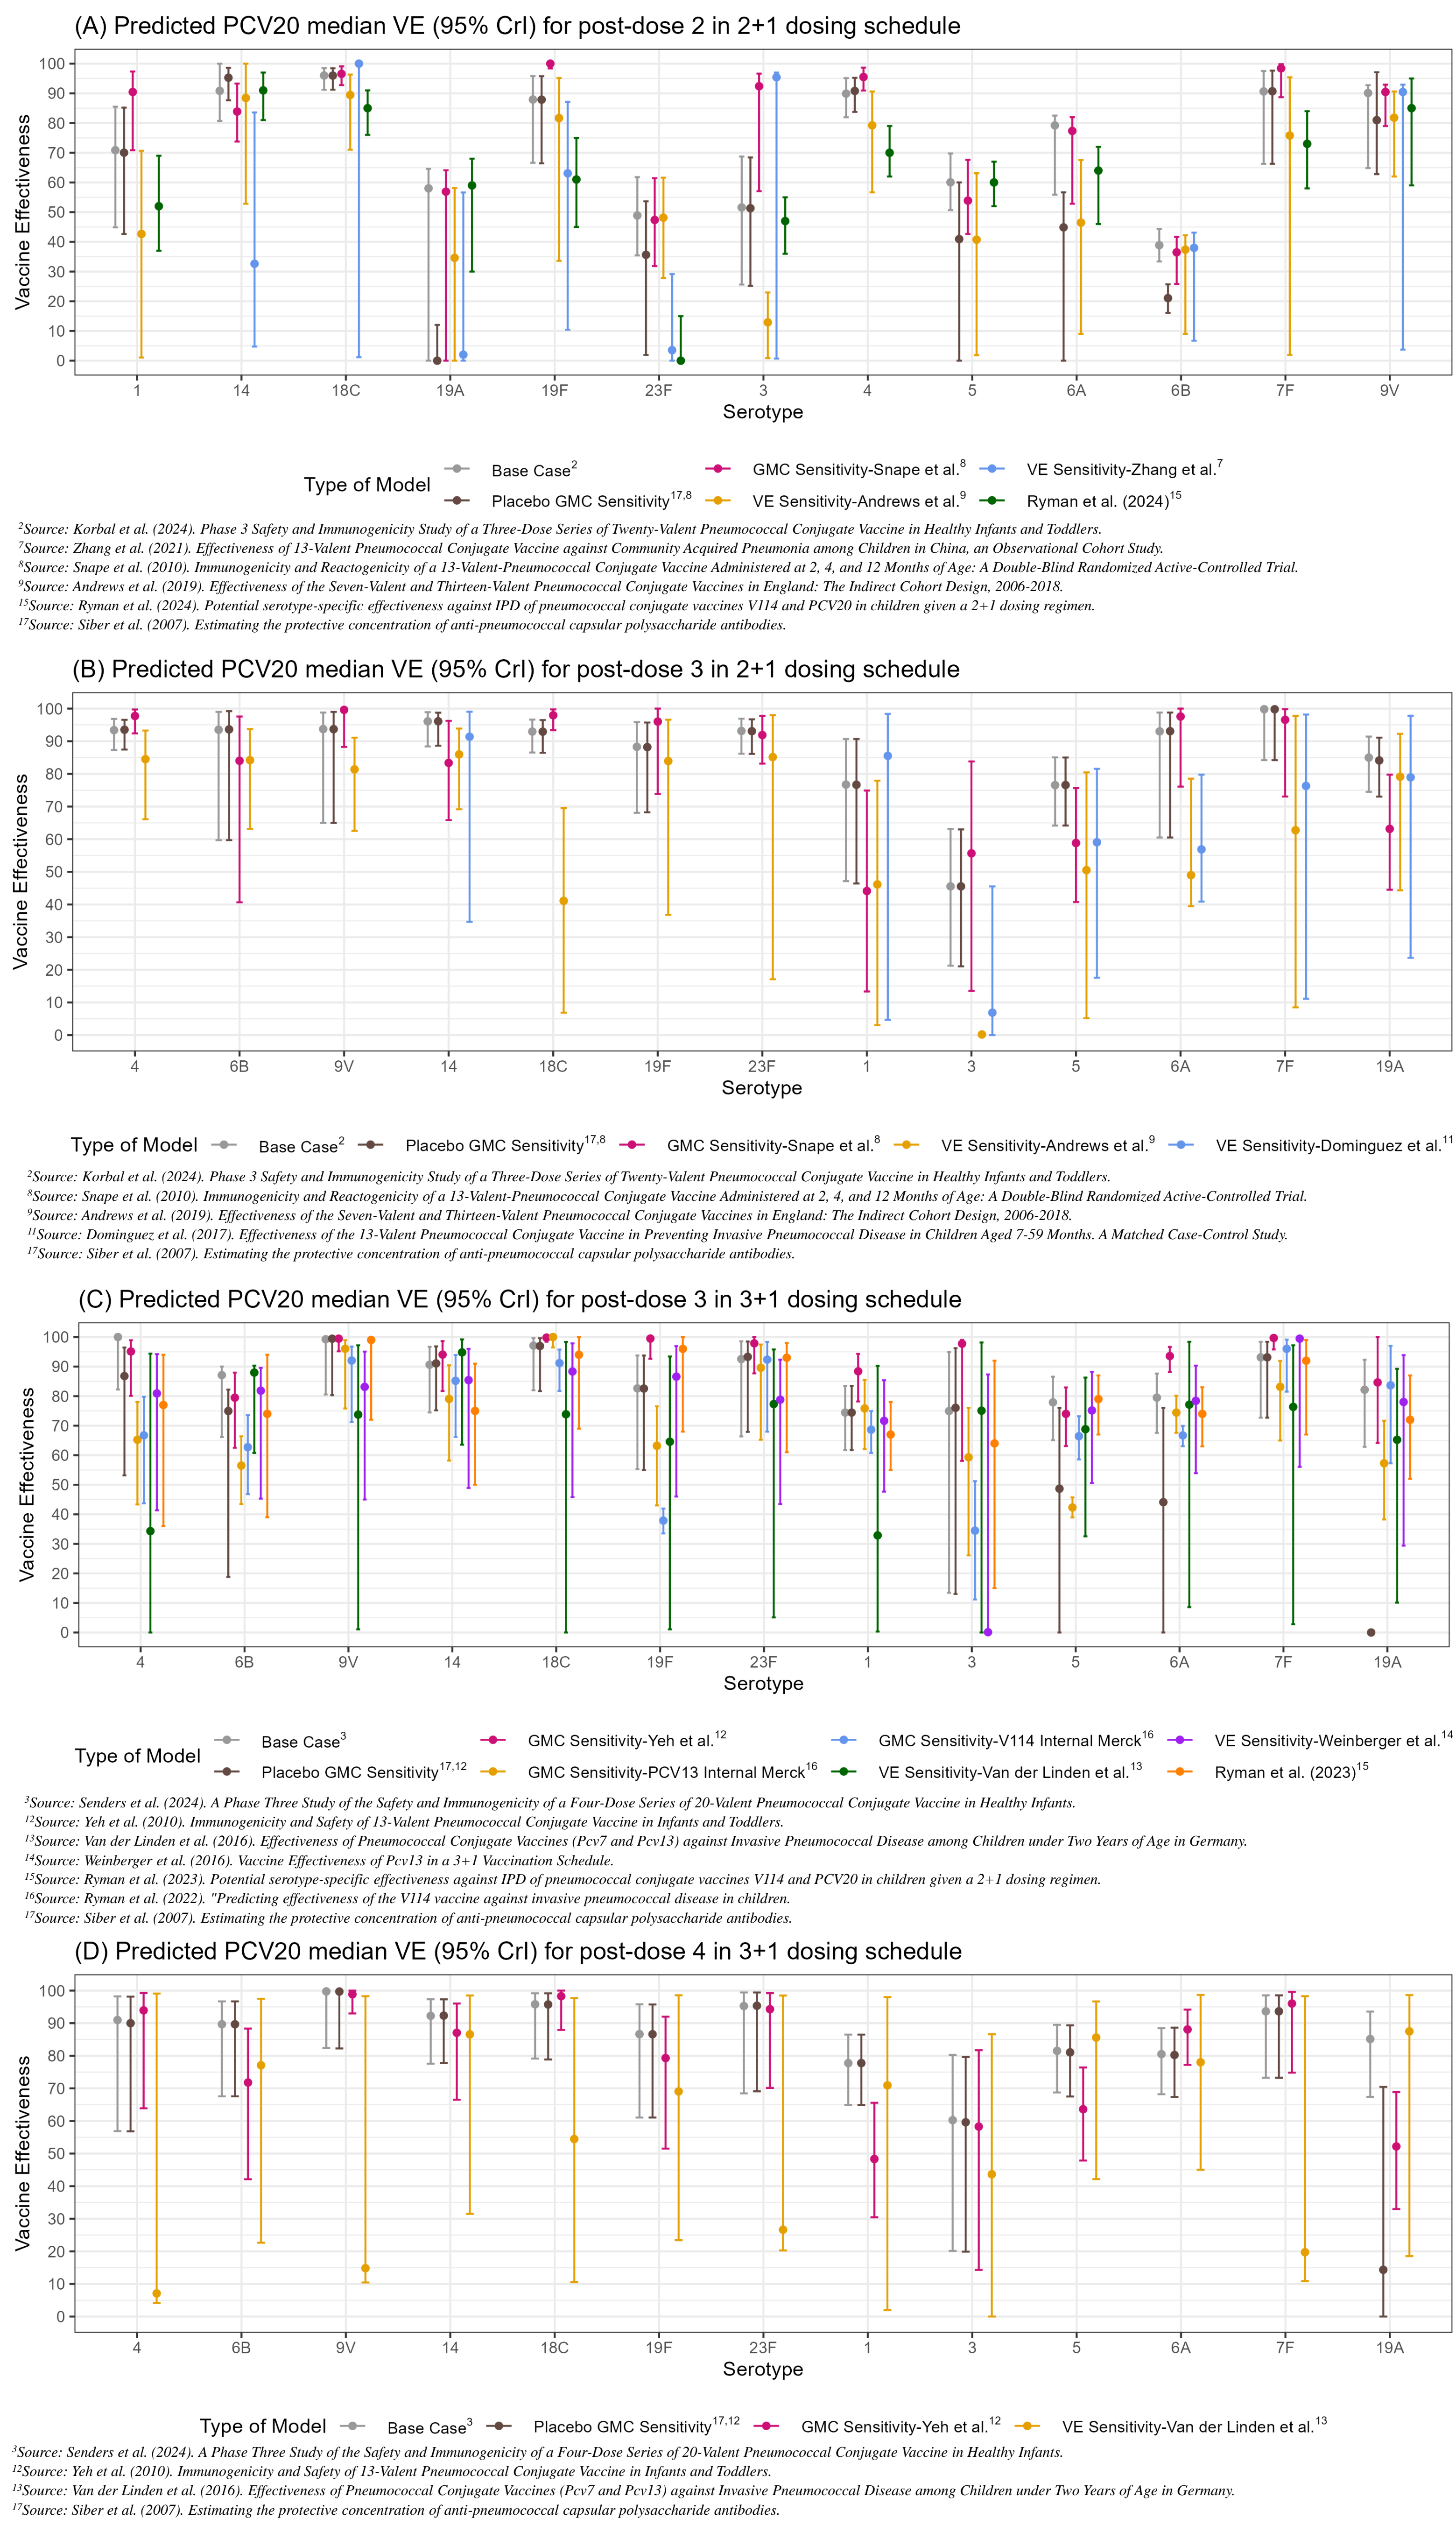 (A) Predicted PCV20 median VE (95% CrI) for post-dose 2 in 2+1 dosing schedule
Vaccine Effectiveness
100
90
80
70
60
50
40
30
20
10
0
1 14 18C 19A 19F 23F 3 4 5 6A 6B 7F 9V
Serotype
Type of Model
Base Case2 GMC Sensitivity-Snape et al.8 VE Sensitivity-Zhang et al.7
Placebo GMC Sensitivity17,8 VE Sensitivity-Andrews et al.9 Ryman et al. (2024)15
2Source: Korbal et al. (2024). Phase 3 Safety and Immunogenicity Study of a Three-Dose Series of Twenty-Valent Pneumococcal Conjugate Vaccine in Healthy Infants and Toddlers.
7Source: Zhang et al. (2021). Effectiveness of 13-Valent Pneumococcal Conjugate Vaccine against Community Acquired Pneumonia among Children in China, an Observational Cohort Study.
8Source: Snape et al. (2010). Immunogenicity and Reactogenicity of a 13-Valent-Pneumococcal Conjugate Vaccine Administered at 2, 4, and 12 Months of Age: A Double-Blind Randomized Active-Controlled Trial.
9Source: Andrews et al. (2019). Effectiveness of the Seven-Valent and Thirteen-Valent Pneumococcal Conjugate Vaccines in England: The Indirect Cohort Design, 2006-2018.
15Source: Ryman et al. (2024). Potential serotype-specific effectiveness against IPD of pneumococcal conjugate vaccines V114 and PCV20 in children given a 2+1 dosing regimen.
17Source: Siber et al. (2007). Estimating the protective concentration of anti-pneumococcal capsular polysaccharide antibodies.
(B) Predicted PCV20 median VE (95% CrI) for post-dose 3 in 2+1 dosing schedule
Vaccine Effectiveness
100
90
80
70
60
50
40
30
20
10
0
4 6B 9V 14 18C 19F 23F 1 3 5 6A 7F 19A
Serotype
Type of Model Base Case2 Placebo GMC Sensitivity17,8 GMC Sensitivity-Snape et al.8 VE Sensitivity-Andrews et al.9 VE Sensitivity-Dominguez et al.11
2Source: Korbal et al. (2024). Phase 3 Safety and Immunogenicity Study of a Three-Dose Series of Twenty-Valent Pneumococcal Conjugate Vaccine in Healthy Infants and Toddlers.
8Source: Snape et al. (2010). Immunogenicity and Reactogenicity of a 13-Valent-Pneumococcal Conjugate Vaccine Administered at 2, 4, and 12 Months of Age: A Double-Blind Randomized Active-Controlled Trial.
9Source: Andrews et al. (2019). Effectiveness of the Seven-Valent and Thirteen-Valent Pneumococcal Conjugate Vaccines in England: The Indirect Cohort Design, 2006-2018.
11Source: Dominguez et al. (2017). Effectiveness of the 13-Valent Pneumococcal Conjugate Vaccine in Preventing Invasive Pneumococcal Disease in Children Aged 7-59 Months. A Matched Case-Control Study.
17Source: Siber et al. (2007). Estimating the protective concentration of anti-pneumococcal capsular polysaccharide antibodies.
(C) Predicted PCV20 median VE (95% CrI) for post-dose 3 in 3+1 dosing schedule
Vaccine Effectiveness
100
90
80
70
60
50
40
30
20
10
0
4 6B 9V 14 18C 19F 23F 1 3 5 6A 7F 19A
Serotype
Type of Model
Base Case3 GMC Sensitivity-Yeh et al.12 GMC Sensitivity-V114 Internal Merck16 VE Sensitivity-Weinberger et al.14
Placebo GMC Sensitivity17,12 GMC Sensitivity-PCV13 Internal Merck16 VE Sensitivity-Van der Linden et al.13 Ryman et al. (2023)15
3Source: Senders et al. (2024). A Phase Three Study of the Safety and Immunogenicity of a Four-Dose Series of 20-Valent Pneumococcal Conjugate Vaccine in Healthy Infants.
12Source: Yeh et al. (2010). Immunogenicity and Safety of 13-Valent Pneumococcal Conjugate Vaccine in Infants and Toddlers.
13Source: Van der Linden et al. (2016). Effectiveness of Pneumococcal Conjugate Vaccines (Pcv7 and Pcv13) against Invasive Pneumococcal Disease among Children under Two Years of Age in Germany.
14Source: Weinberger et al. (2016). Vaccine Effectiveness of Pcv13 in a 3+1 Vaccination Schedule.
15Source: Ryman et al. (2023). Potential serotype-specific effectiveness against IPD of pneumococcal conjugate vaccines V114 and PCV20 in children given a 2+1 dosing regimen.
16Source: Ryman et al. (2022). "Predicting effectiveness of the V114 vaccine against invasive pneumococcal disease in children.
17Source: Siber et al. (2007). Estimating the protective concentration of anti-pneumococcal capsular polysaccharide antibodies.
(D) Predicted PCV20 median VE (95% CrI) for post-dose 4 in 3+1 dosing schedule
Vaccine Effectiveness
100
90
80
70
60
50
40
30
20
10
0
4 6B 9V 14 18C 19F 23F 1 3 5 6A 7F 19A
Serotype
Type of Model Base Case3 Placebo GMC Sensitivity17,12 GMC Sensitivity-Yeh et al.12 VE Sensitivity-Van der Linden et al.13
3Source: Senders et al. (2024). A Phase Three Study of the Safety and Immunogenicity of a Four-Dose Series of 20-Valent Pneumococcal Conjugate Vaccine in Healthy Infants.
12Source: Yeh et al. (2010). Immunogenicity and Safety of 13-Valent Pneumococcal Conjugate Vaccine in Infants and Toddlers.
13Source: Van der Linden et al. (2016). Effectiveness of Pneumococcal Conjugate Vaccines (Pcv7 and Pcv13) against Invasive Pneumococcal Disease among Children under Two Years of Age in Germany.
17Source: Siber et al. (2007). Estimating the protective concentration of anti-pneumococcal capsular polysaccharide antibodies.